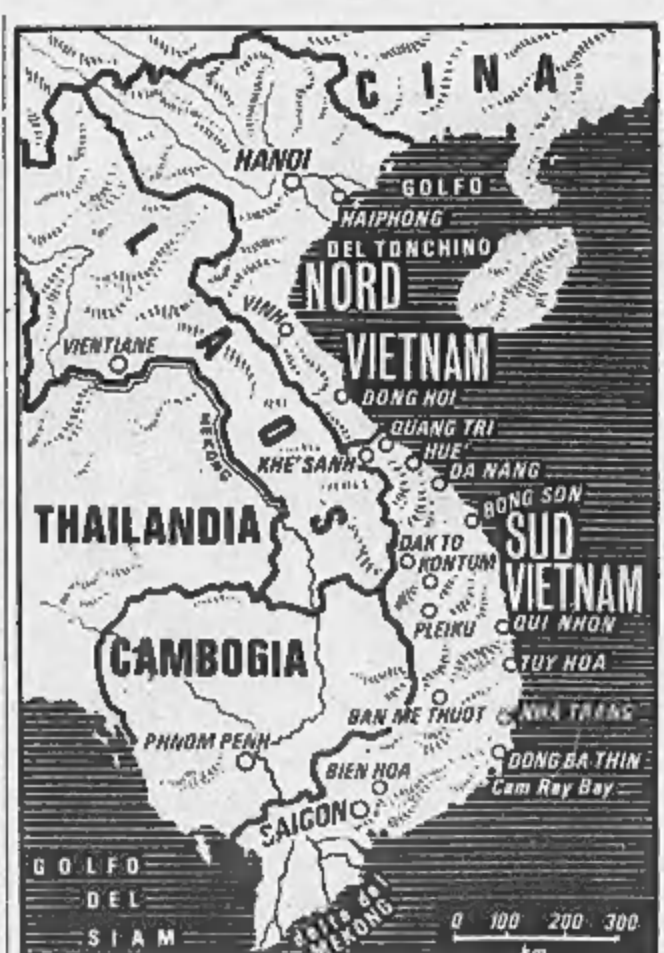 CINA
HANOI
GOLFO
HAIPHONG
DEL TONCHINO
NORD
VINH
LAOS
VIENTIANE
VIETNAM
DONG HOI
QUANG TRI
HUE'
KHE'SANH
MEKONG
DA NANG
BONG SON
THAILANDIA
SUD
DAK TO
KONTUM
VIETNAM
QUI NHON
PLEIKU
CAMBOGIA
TUY HOA
BAN ME THUOT
NHA TRANG
PHNOM PENH
DONG BA THIN
BIEN HOA
Cam Ray Bay
SAIGON
GOLFO
DEL
SIAM
delta del
MEKONG
0 100 200 300
km